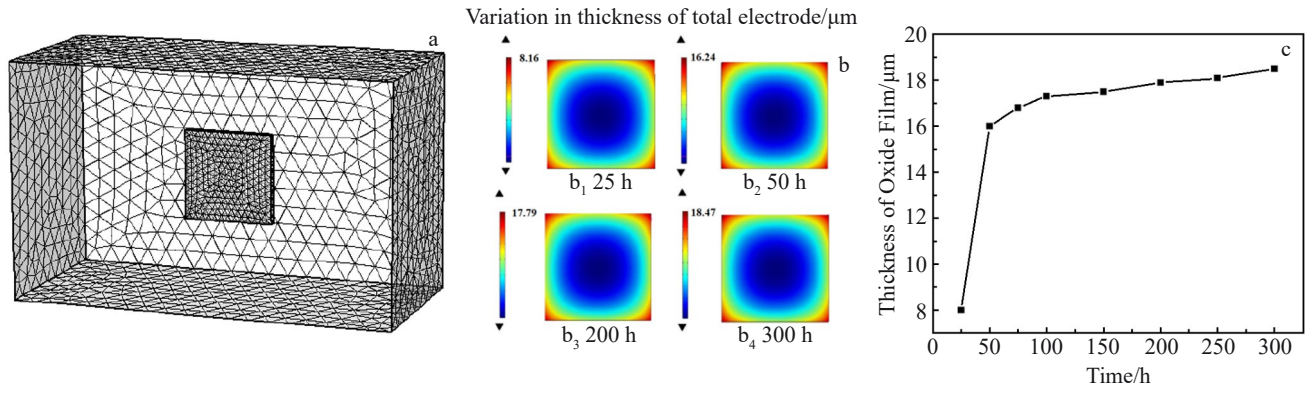 a
Variation in thickness of total electrode/μm
b
8.16
b₁ 25 h
16.24
b₂ 50 h
17.79
b₃ 200 h
18.47
b₄ 300 h
c
Thickness of Oxide Film/μm
20
18
16
14
12
10
8
0 50 100 150 200 250 300
Time/h